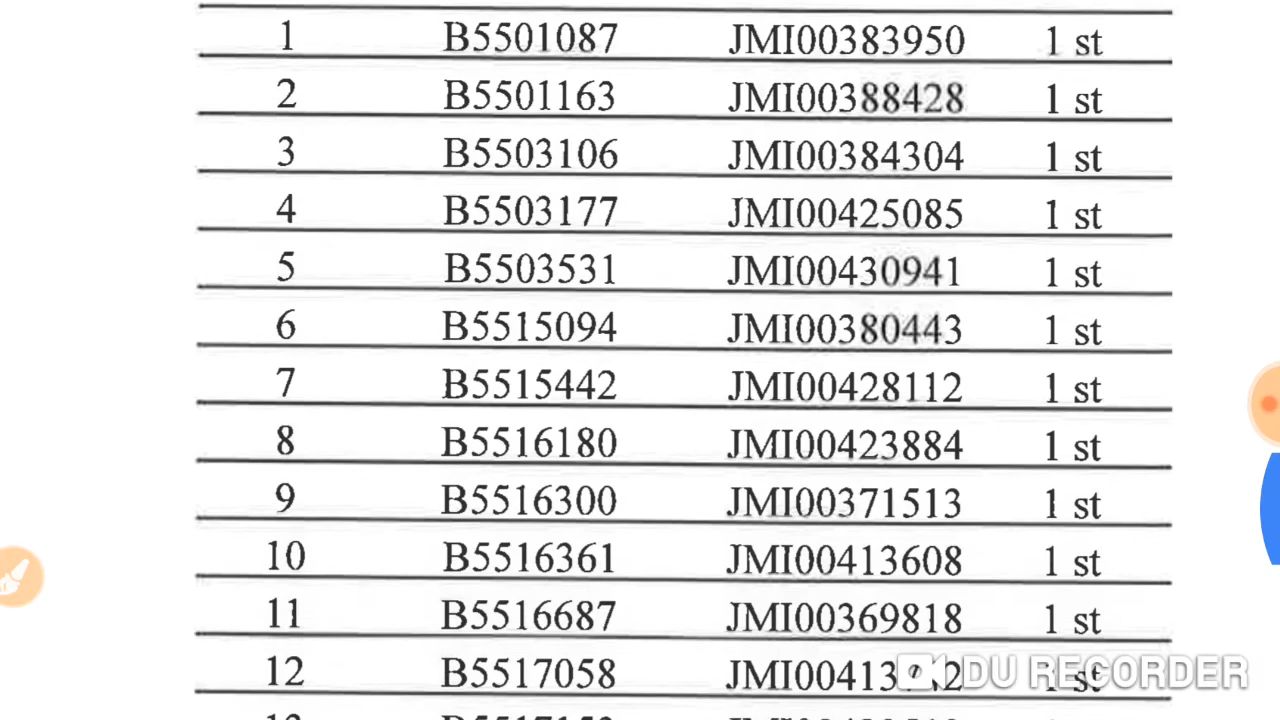 1 B5501087 JMI00383950 1 st
2 B5501163 JMI00388428 1 st
3 B5503106 JMI00384304 1 st
4 B5503177 JMI00425085 1 st
5 B5503531 JMI00430941 1 st
6 B5515094 JMI00380443 1 st
7 B5515442 JMI00428112 1 st
8 B5516180 JMI00423884 1 st
9 B5516300 JMI00371513 1 st
10 B5516361 JMI00413608 1 st
11 B5516687 JMI00369818 1 st
12 B5517058 1 st
DU RECORDER